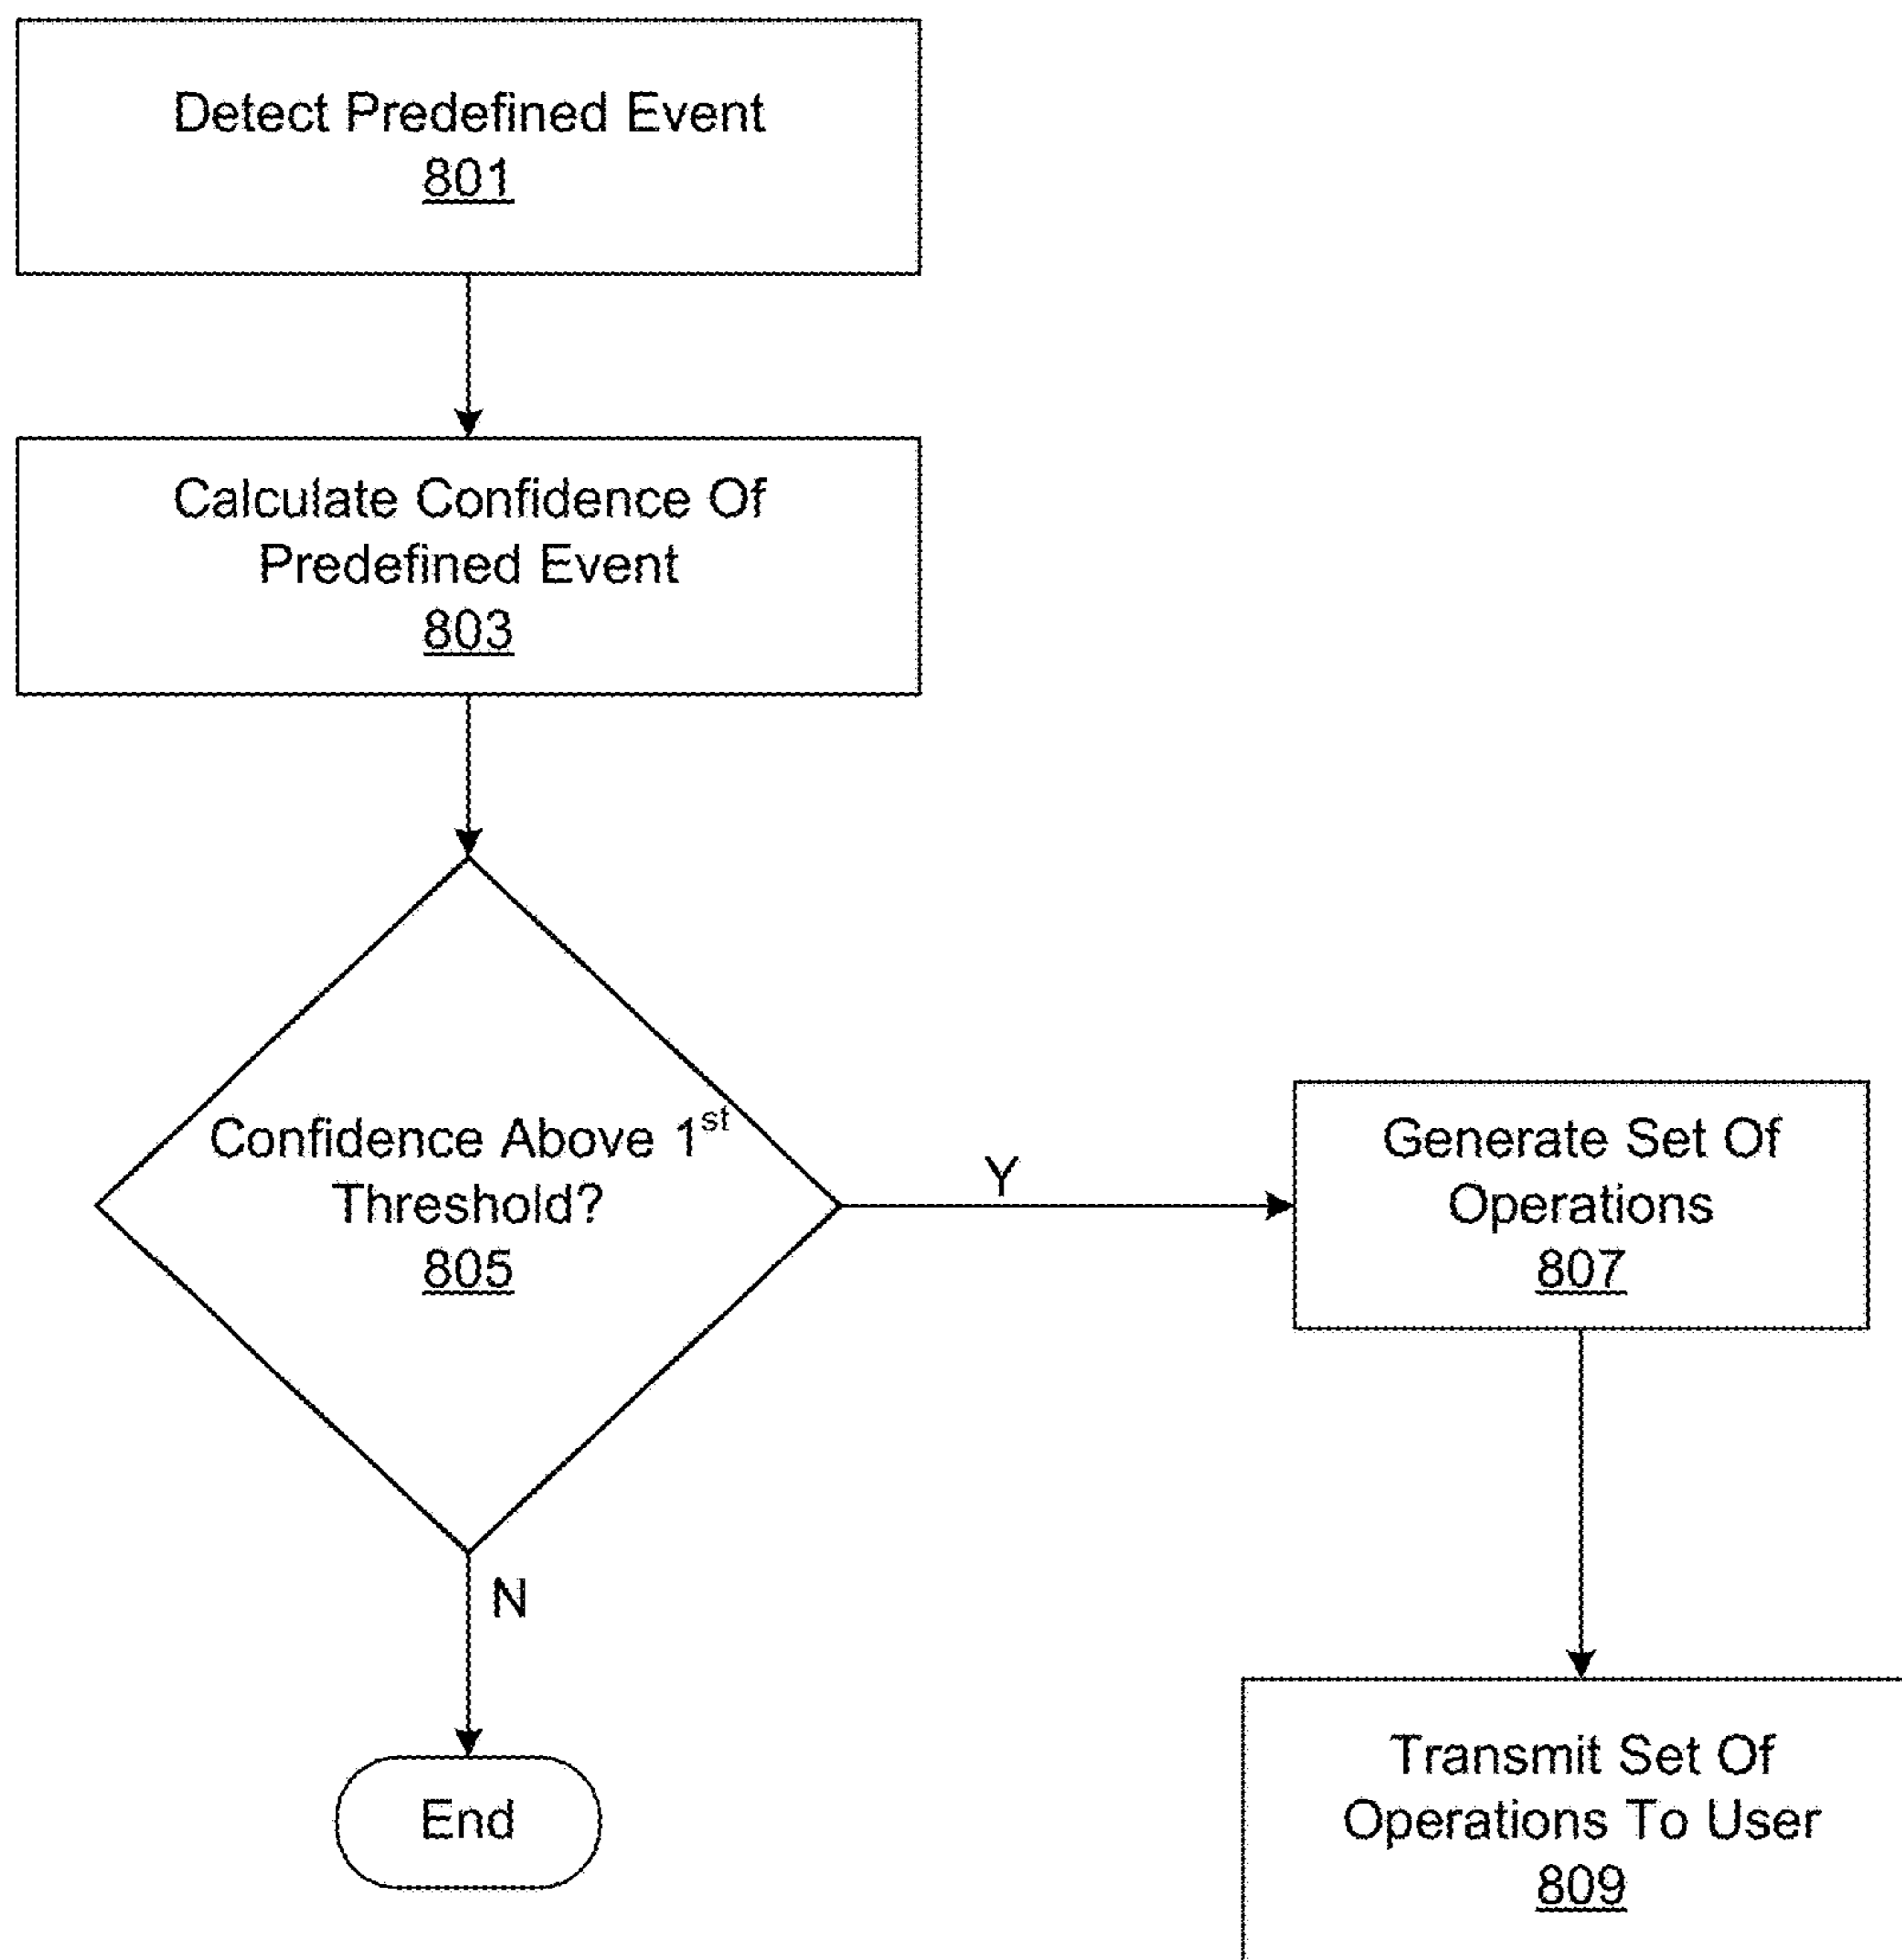 Detect Predefined Event
801
Calculate Confidence Of
Predefined Event
803
Confidence Above 1st
Threshold?
805
Y
Generate Set Of
Operations
807
N
End
Transmit Set Of
Operations To User
809